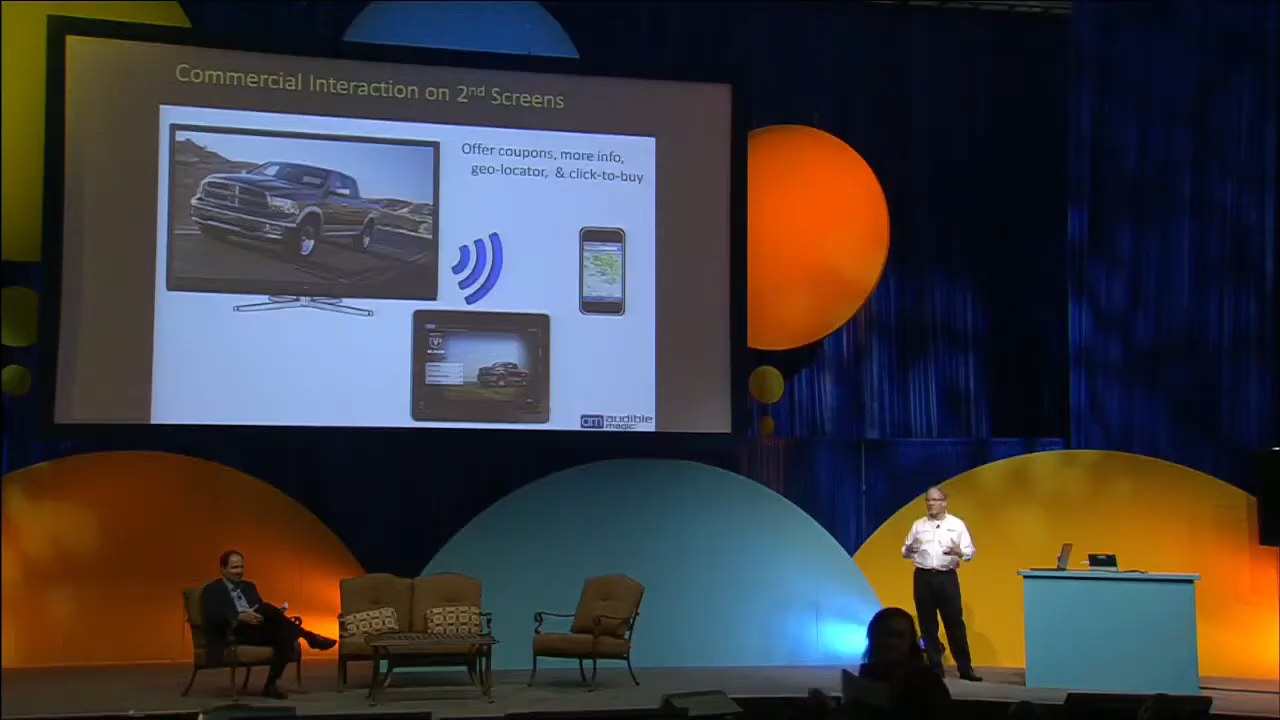 Commercial Interaction on 2nd Screens
Offer coupons, more info,
geo-locator, & click-to-buy
am audible
magic